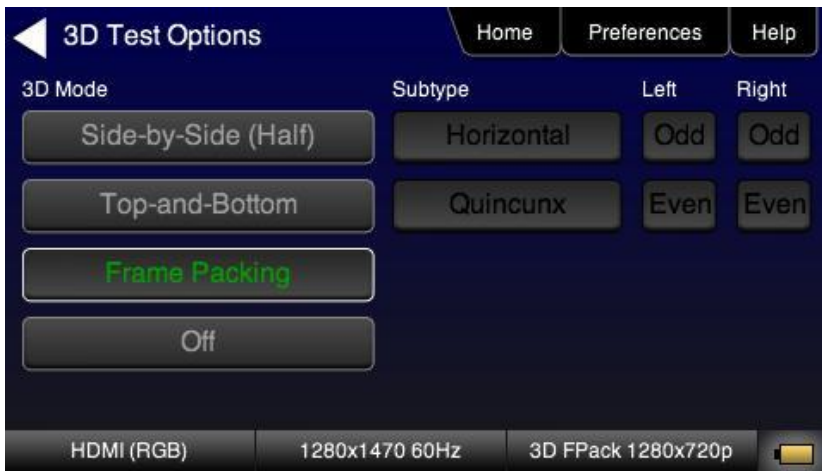 3D Test Options Home Preferences Help
3D Mode Subtype Left Right
Side-by-Side (Half) Horizontal Odd Odd
Top-and-Bottom Quincunx Even Even
Frame Packing
Off
HDMI (RGB) 1280x1470 60Hz 3D FPack 1280x720p